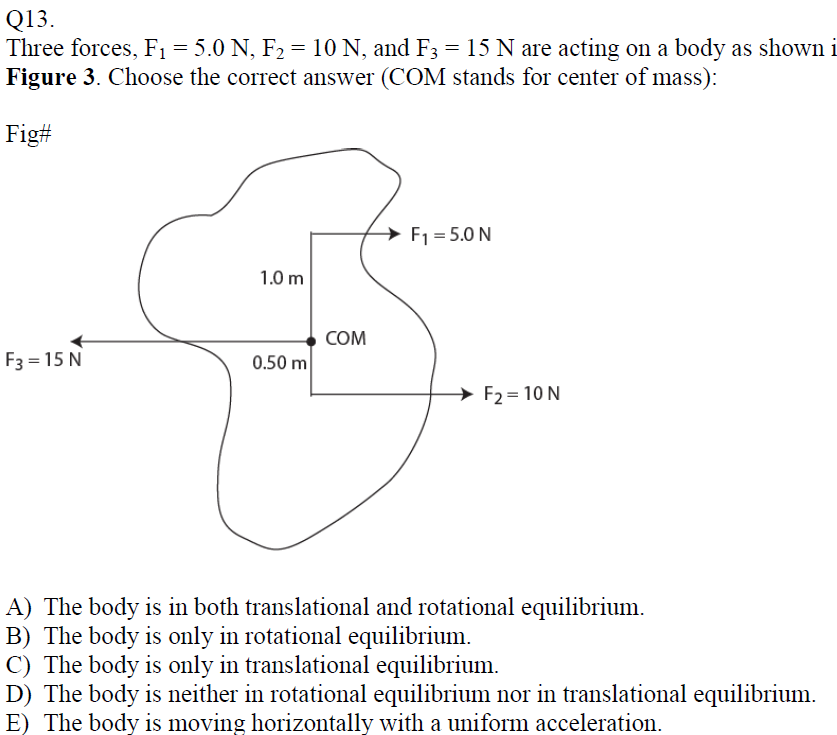 Q13.
Three forces, F₁ = 5.0 N, F₂ = 10 N, and F₃ = 15 N are acting on a body as shown i
Figure 3. Choose the correct answer (COM stands for center of mass):
Fig#
F₁ = 5.0 N
1.0 m
COM
F₃ = 15 N
0.50 m
F₂ = 10 N
A) The body is in both translational and rotational equilibrium.
B) The body is only in rotational equilibrium.
C) The body is only in translational equilibrium.
D) The body is neither in rotational equilibrium nor in translational equilibrium.
E) The body is moving horizontally with a uniform acceleration.